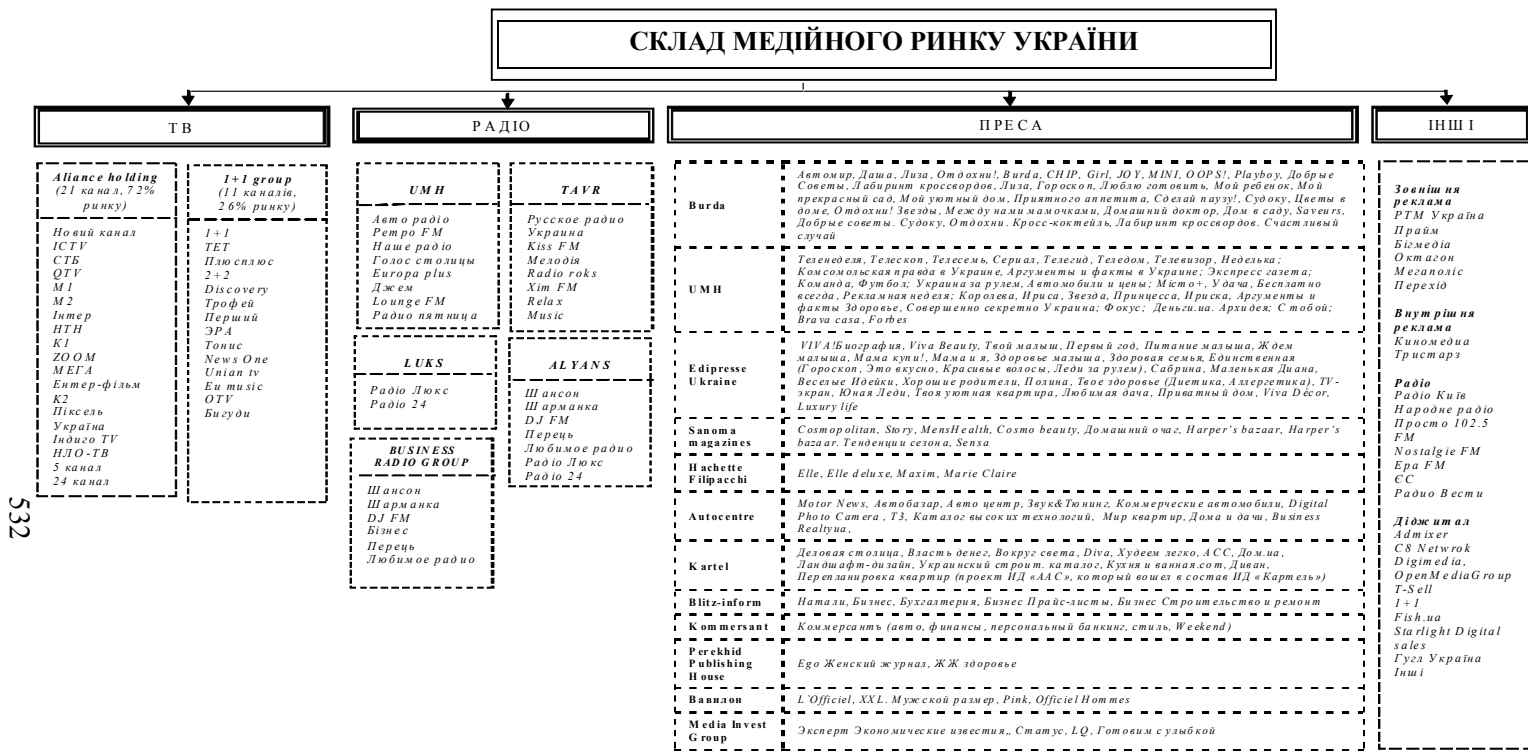 СКЛАД МЕДІЙНОГО РИНКУ УКРАЇНИ
ТВ
Aliance holding
(21 канал, 72%
ринку)
Новий канал
ICTV
СТБ
QTV
M1
M2
Інтер
НТН
К1
ZOOM
МЕГА
Ентер-фільм
К2
Піксель
Україна
Індиго TV
НЛО-ТВ
5 канал
24 канал
1+1 group
(11 каналів,
26% ринку)
1+1
ТЕТ
Плюсплюс
2+2
Discovery
Трофей
Перший
ЭРА
Тонис
News One
Unian tv
Eu music
OTV
Бигуди
РАДІО
UMH
Авто радіо
Ретро FM
Наше радіо
Голос столицы
Europa plus
Джем
Lounge FM
Радио пятница
TAVR
Русское радио
Украина
Kiss FM
Мелодія
Radio roks
Xim FM
Relax
Music
LUKS
Радіо Люкс
Радіо 24
ALYANS
Шансон
Шарманка
DJ FM
Перець
Любимое радио
Радіо Люкс
Радіо 24
BUSINESS
RADIO GROUP
Шансон
Шарманка
DJ FM
Бізнес
Перець
Любимое радио
ПРЕСА
Burda
Автомир, Даша, Лиза, Отдохни!, Burda, CHIP, Girl, JOY, MINI, OOPS!, Playboy, Добрые
Советы, Лабиринт кроссвордов, Лиза, Гороскоп, Люблю готовить, Мой ребенок, Мой
прекрасный сад, Мой уютный дом, Приятного аппетита, Сделай паузу!, Судоку, Цветы в
доме, Отдохни! Звезды, Между нами мамочками, Домашний доктор, Дом в саду, Saveurs,
Добрые советы. Судоку, Отдохни. Кросс-коктейль, Лабиринт кроссвордов. Счастливый
случай
UMH
Теленеделя, Телескоп, Телесемь, Сериал, Телегид, Теледом, Телевизор, Неделька;
Комсомольская правда в Украине, Аргументы и факты в Украине; Экспресс газета;
Команда, Футбол; Украина за рулем, Автомобили и цены; Місто+, Удача, Бесплатно
всегда, Рекламная неделя; Королева, Ириса, Звезда, Принцесса, Ириска, Аргументы и
факты Здоровье, Совершенно секретно Украина; Фокус; Деньги.ua. Архидея; С тобой;
Brava casa, Forbes
Edipresse
Ukraine
VIVA!Биография, Viva Beauty, Твой малыш, Первый год, Питание малыша, Ждем
малыша, Мама купи!, Мама и я, Здоровье малыша, Здоровая семья, Единственная
(Гороскоп, Это вкусно, Красивые волосы, Леди за рулем), Сабрина, Маленькая Диана,
Веселые Идейки, Хорошие родители, Полина, Твое здоровье (Диетика, Аллергетика), TV-
экран, Юная Леди, Твоя уютная квартира, Любимая дача, Приватный дом, Viva Décor,
Luxury life
Sanoma
magazines
Cosmopolitan, Story, MensHealth, Cosmo beauty, Домашний очаг, Harper's bazaar, Harper's
bazaar. Тенденции сезона, Sensa
Hachette
Filipacchi
Elle, Elle deluxe, Maxim, Marie Claire
Autocentre
Motor News, Автобазар, Авто центр, Звук&Тюнинг, Коммерческие автомобили, Digital
Photo Camera , T3, Каталог высоких технологий, Мир квартир, Дома и дачи, Business
Realtyua,
Kartel
Деловая столица, Власть денег, Вокруг света, Diva, Худеем легко, ACC, Дом.ua,
Ландшафт-дизайн, Украинский строит. каталог, Кухня и ванная.com, Диван,
Перепланировка квартир (проект ИД «ААС», который вошел в состав ИД «Картель»)
Blitz-inform
Натали, Бизнес, Бухгалтерия, Бизнес Прайс-листы, Бизнес Строительство и ремонт
Kommersant
Коммерсантъ (авто, финансы, персональный банкинг, стиль, Weekend)
Perekhid
Publishing
House
Ego Женский журнал, ЖЖ здоровье
Вавилон
L`Officiel, XXL. Мужской размер, Pink, Officiel Hommes
Media Invest
Group
Эксперт Экономические известия,, Статус, LQ, Готовим с улыбкой
ІНШІ
Зовнішня
реклама
РТМ Україна
Прайм
Бігмедіа
Октагон
Мегаполіс
Перехід
Внутрішня
реклама
Киномедиа
Тристарз
Радіо
Радіо Київ
Народне радіо
Просто 102.5
FM
Nostalgie FM
Ера FM
ЄС
Радио Вести
Діджитал
Admixer
C8 Netwrok
Digimedia,
OpenMediaGroup
T-Sell
1+1
Fish.ua
Starlight Digital
sales
Гугл Україна
Інші
532